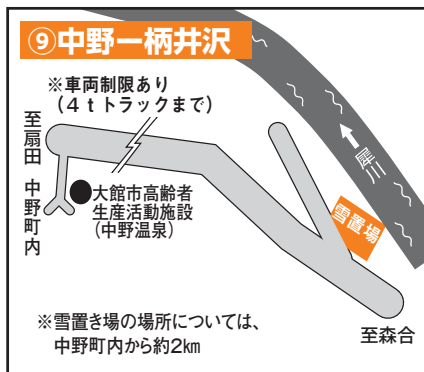 ⑨中野一柄井沢
※車両制限あり
（４ｔトラックまで）
至扇田 中野町内
大館市高齢者
生産活動施設
（中野温泉）
犀川
雪置場
至森合
※雪置き場の場所については、
中野町内から約2km